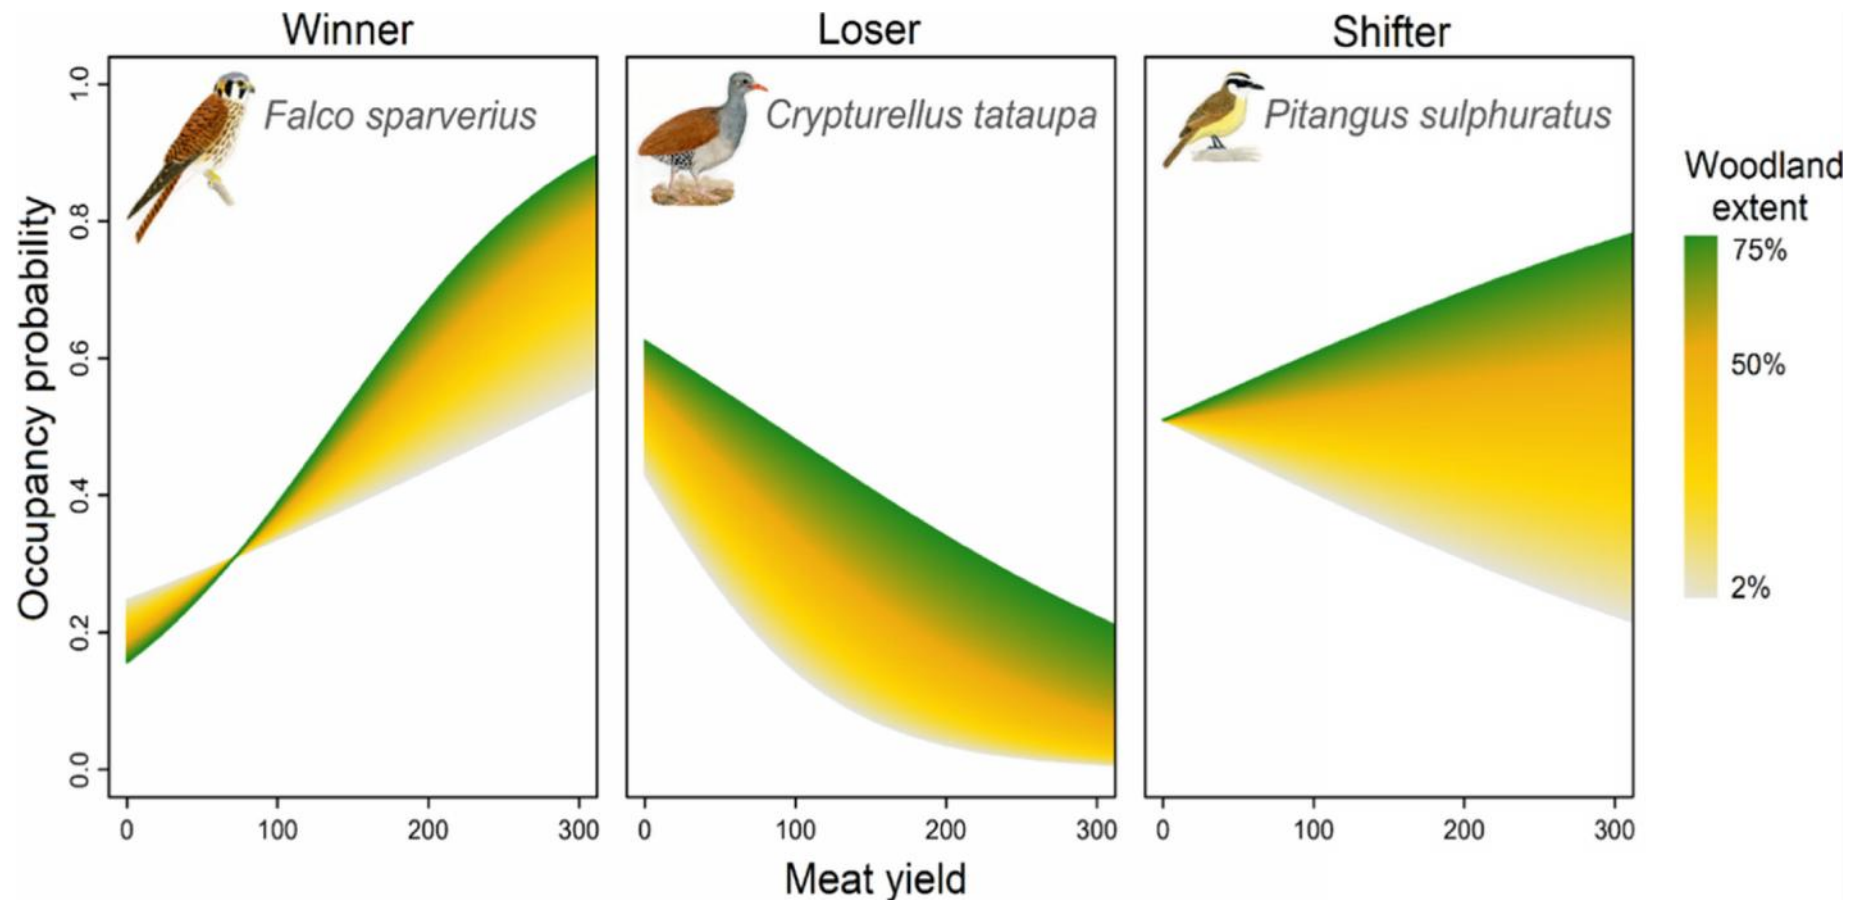 Winner
Loser
Shifter
Falco sparverius
Crypturellus tataupa
Pitangus sulphuratus
Occupancy probability
1.0
0.8
0.6
0.4
0.2
0.0
0 100 200 300
0 100 200 300
0 100 200 300
Meat yield
Woodland
extent
75%
50%
2%